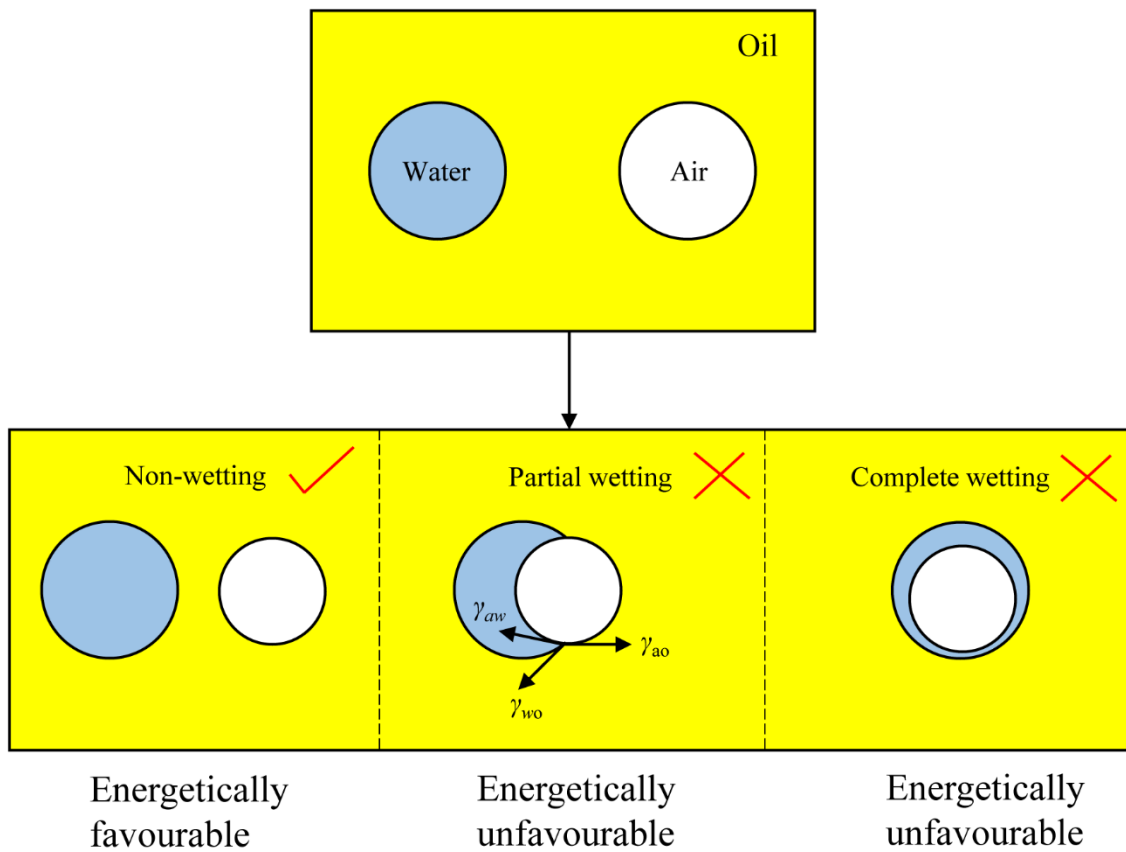 Oil
Water
Air
Non-wetting
Partial wetting
Complete wetting
γaw
γao
γwo
Energetically
favourable
Energetically
unfavourable
Energetically
unfavourable